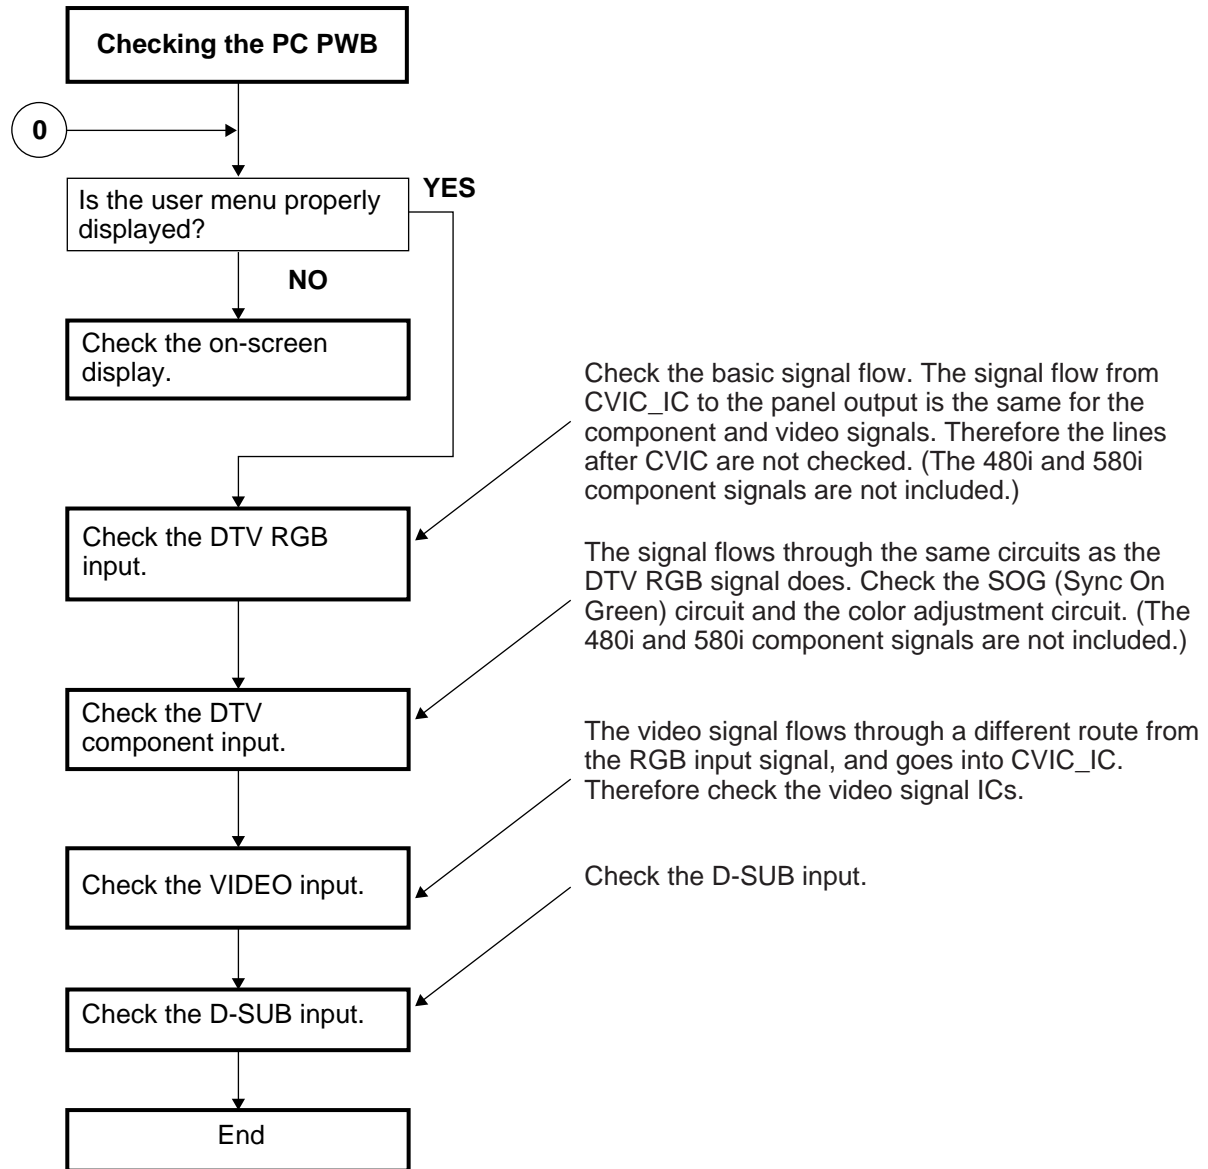 Checking the PC PWB
0
Is the user menu properly
displayed?
YES
NO
Check the on-screen
display.
Check the basic signal flow. The signal flow from
CVIC_IC to the panel output is the same for the
component and video signals. Therefore the lines
after CVIC are not checked. (The 480i and 580i
component signals are not included.)
Check the DTV RGB
input.
The signal flows through the same circuits as the
DTV RGB signal does. Check the SOG (Sync On
Green) circuit and the color adjustment circuit. (The
480i and 580i component signals are not included.)
Check the DTV
component input.
The video signal flows through a different route from
the RGB input signal, and goes into CVIC_IC.
Therefore check the video signal ICs.
Check the VIDEO input.
Check the D-SUB input.
Check the D-SUB input.
End